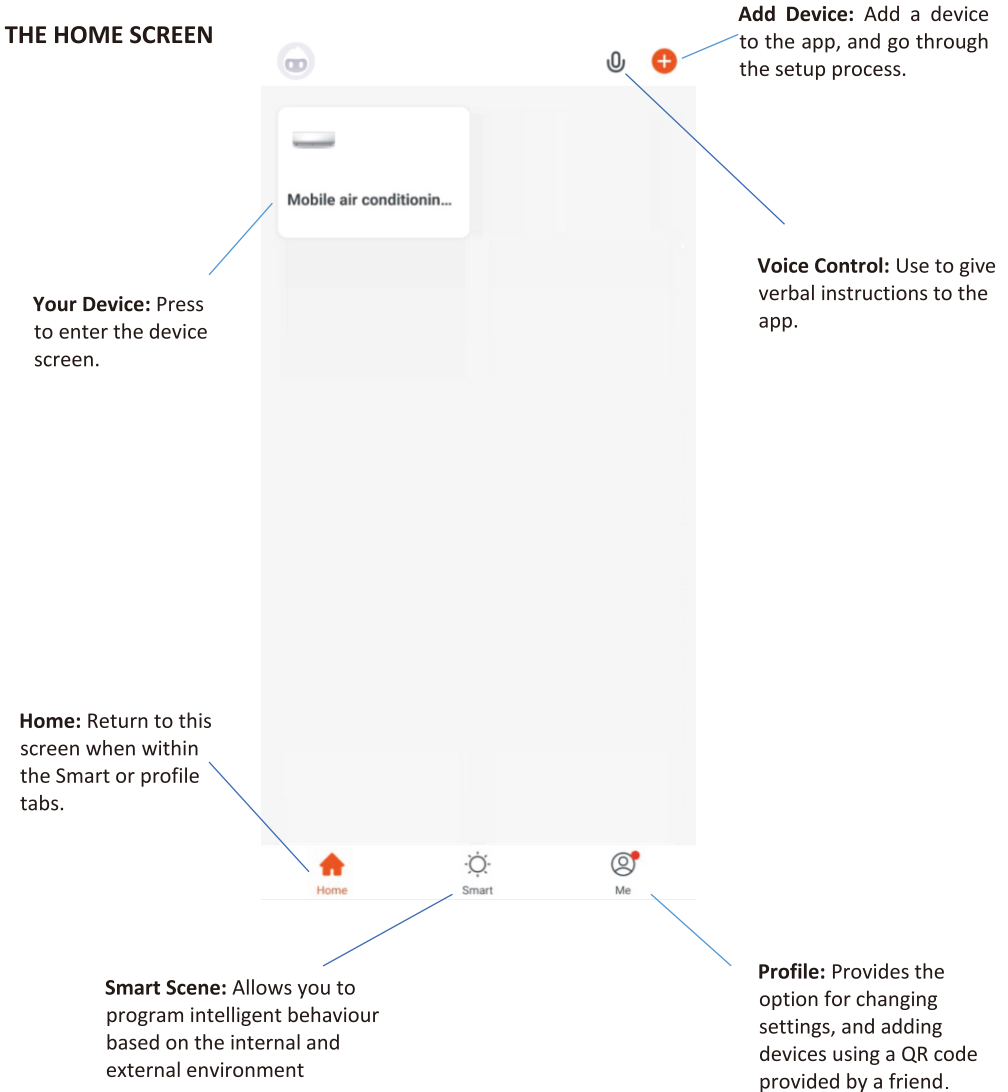 THE HOME SCREEN
Add Device: Add a device
to the app, and go through
the setup process.
Mobile air conditionin...
Voice Control: Use to give
verbal instructions to the
app.
Your Device: Press
to enter the device
screen.
Home: Return to this
screen when within
the Smart or profile
tabs.
Home
Smart
Me
Smart Scene: Allows you to
program intelligent behaviour
based on the internal and
external environment
Profile: Provides the
option for changing
settings, and adding
devices using a QR code
provided by a friend.